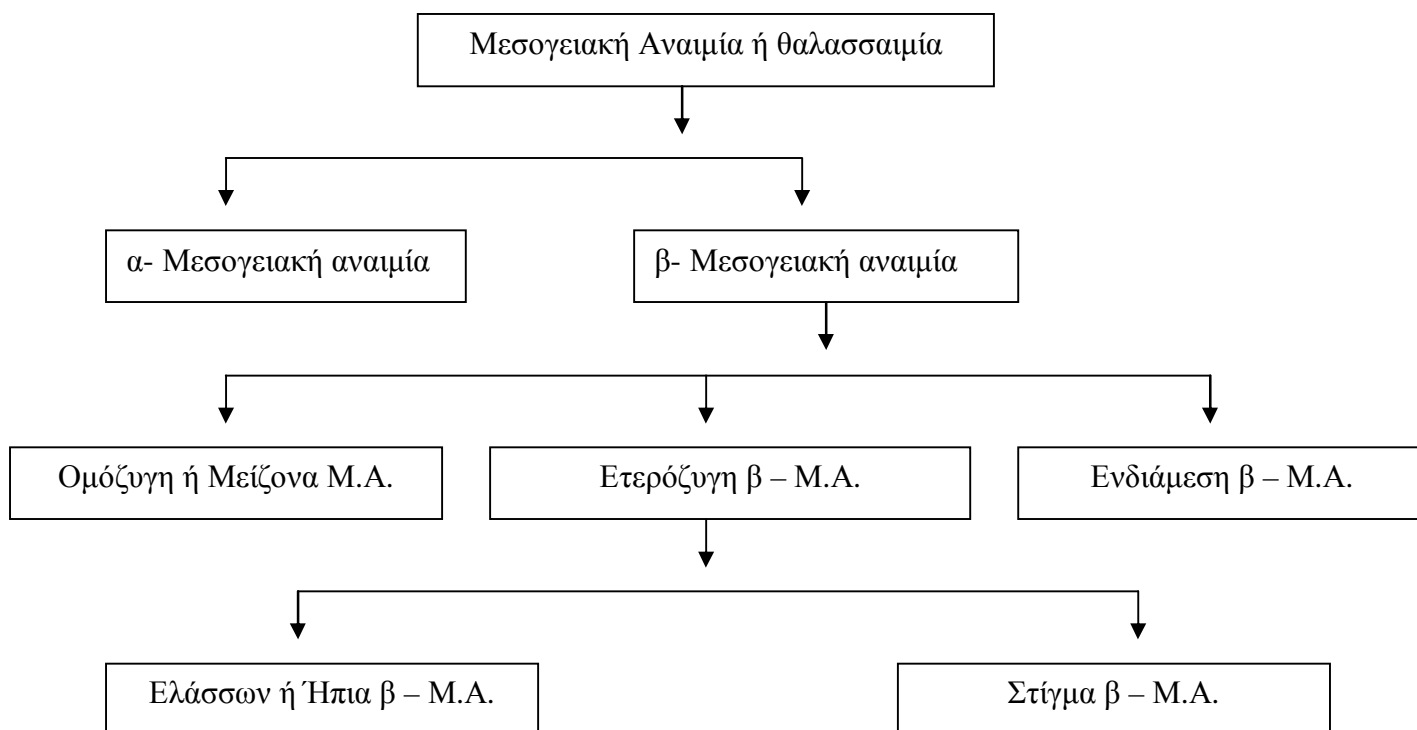 Μεσογειακή Αναιμία ή θαλασσαιμία
α- Μεσογειακή αναιμία
β- Μεσογειακή αναιμία
Ομόζυγη ή Μείζονα Μ.Α.
Ετερόζυγη β – Μ.Α.
Ενδιάμεση β – Μ.Α.
Ελάσσων ή Ήπια β – Μ.Α.
Στίγμα β – Μ.Α.